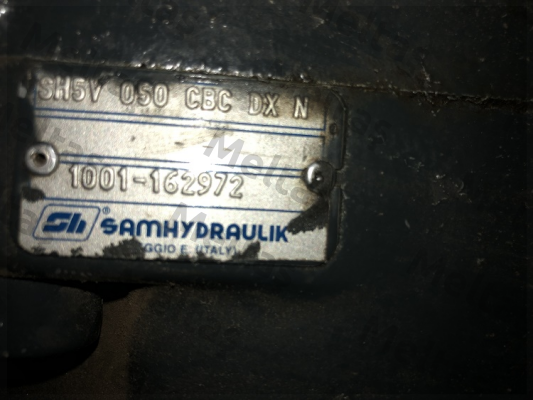 SH5V 050 CBC DX N
1001-162972
Sh® SAMHYDRAULIK
GGIO E. (ITALY)